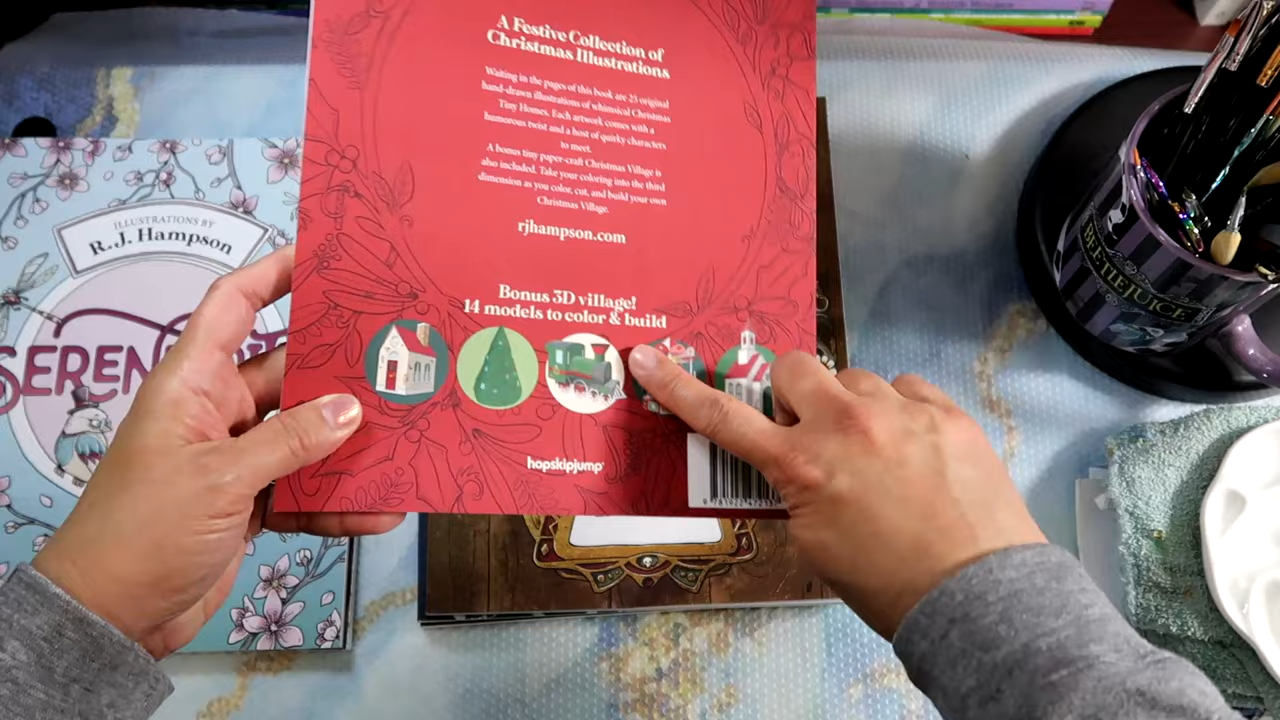 A Festive Collection of
Christmas Illustrations
Waiting in the pages of this book are 25 original
hand-drawn illustrations of whimsical Christmas
Tiny Homes. Each artwork comes with a
humorous twist and a host of quirky characters
to meet.
A bonus tiny paper-craft Christmas Village is
also included. Take your coloring into the third
dimension as you color, cut, and build your own
Christmas Village.
rjhampson.com
Bonus 3D village!
14 models to color & build
hopskipjump
ILLUSTRATIONS BY
R. J. Hampson
SEREN
BEETLEJUICE